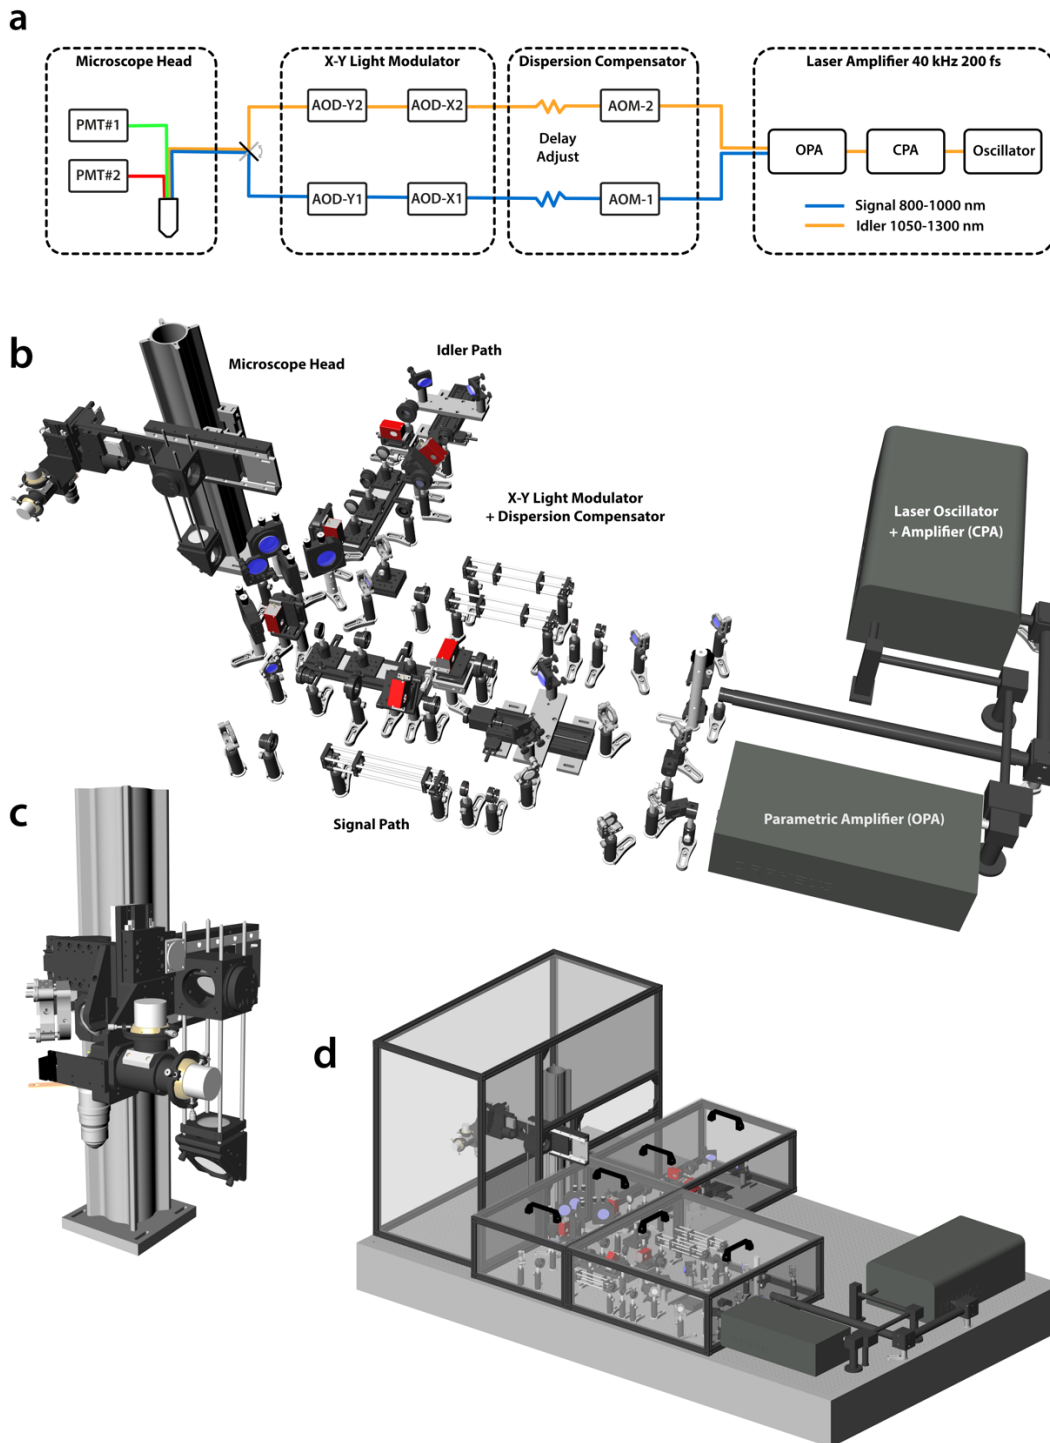 a
Microscope Head
X-Y Light Modulator
Dispersion Compensator
Laser Amplifier 40 kHz 200 fs
PMT#1
PMT#2
AOD-Y2
AOD-X2
AOM-2
Delay
Adjust
AOD-Y1
AOD-X1
AOM-1
OPA
CPA
Oscillator
Signal 800-1000 nm
Idler 1050-1300 nm
b
Microscope Head
Idler Path
X-Y Light Modulator
+ Dispersion Compensator
Laser Oscillator
+ Amplifier (CPA)
Parametric Amplifier (OPA)
Signal Path
c
d